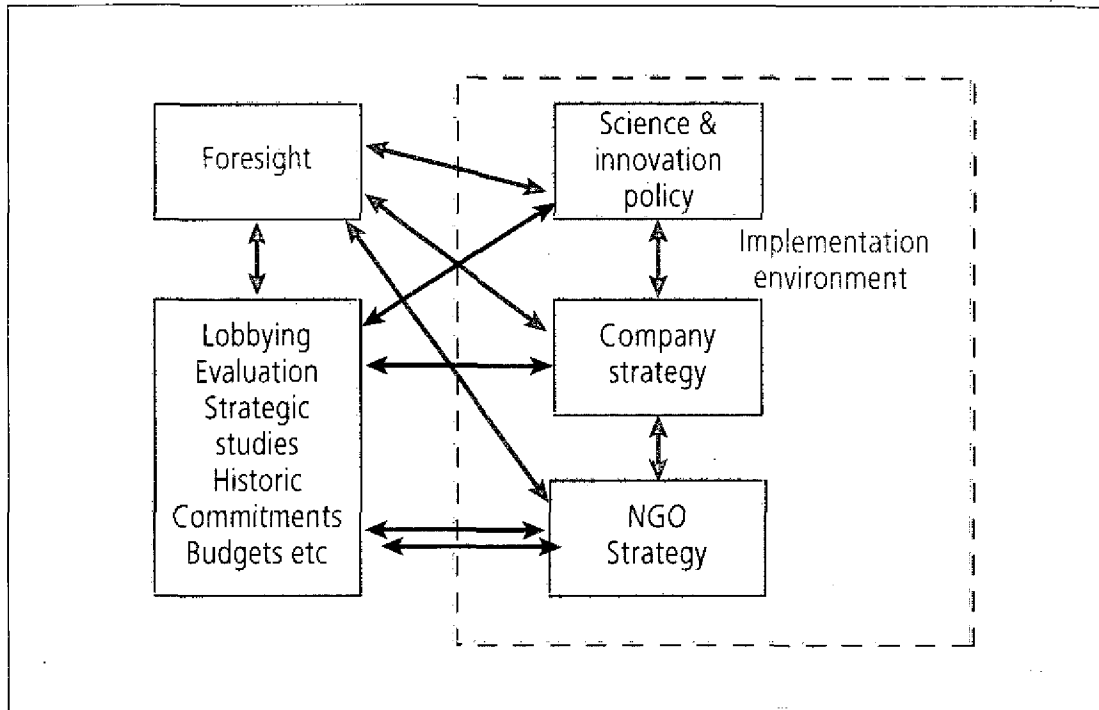 Foresight
Science &
innovation
policy
Implementation
environment
Lobbying
Evaluation
Strategic
studies
Historic
Commitments
Budgets etc
Company
strategy
NGO
Strategy